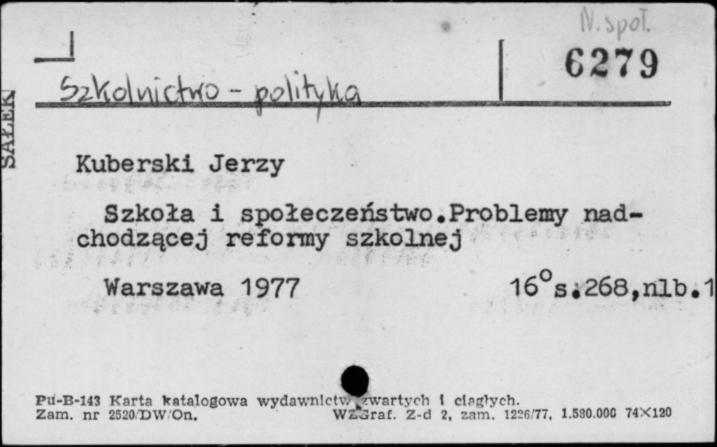 N. społ.
6279
Szkolnictwo - polityka
SAŁEK
Kuberski Jerzy
Szkoła i społeczeństwo.Problemy nad-
chodzącej reformy szkolnej
Warszawa 1977 16° s.268,nlb.1
Pu-B-143 Karta katalogowa wydawnictw zwartych i ciągłych.
Zam. nr 2520/DW/On. WZGraf. Z-d 2, zam. 1226/77, 1.580.000 74×120